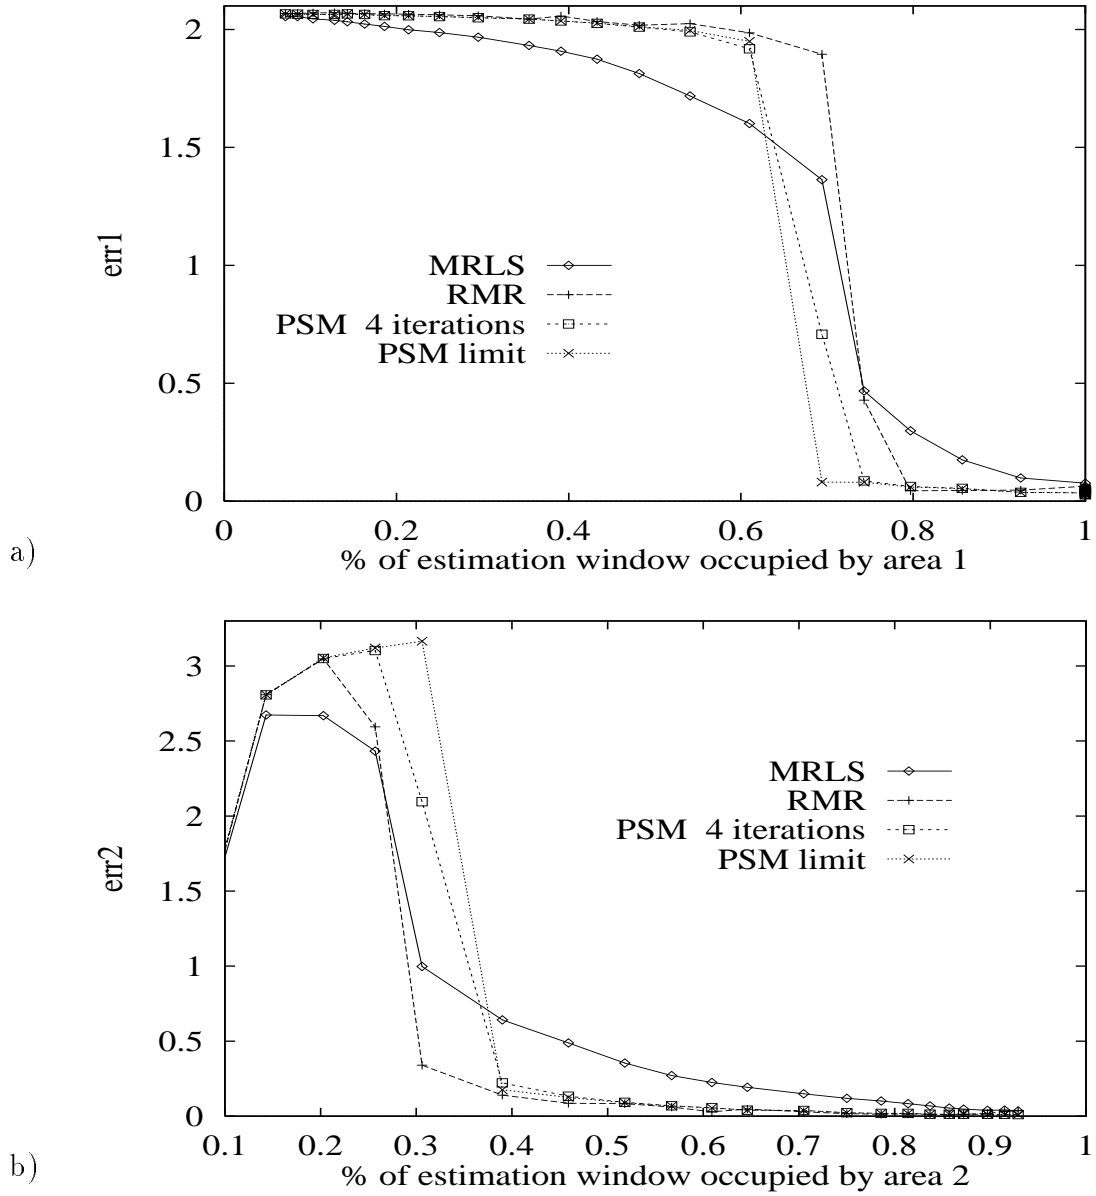 2
1.5
1
0.5
0
err1
MRLS
RMR
PSM 4 iterations
PSM limit
0 0.2 0.4 0.6 0.8 1
a)
% of estimation window occupied by area 1
3
2.5
2
1.5
1
0.5
0
err2
MRLS
RMR
PSM 4 iterations
PSM limit
0.1 0.2 0.3 0.4 0.5 0.6 0.7 0.8 0.9 1
b)
% of estimation window occupied by area 2